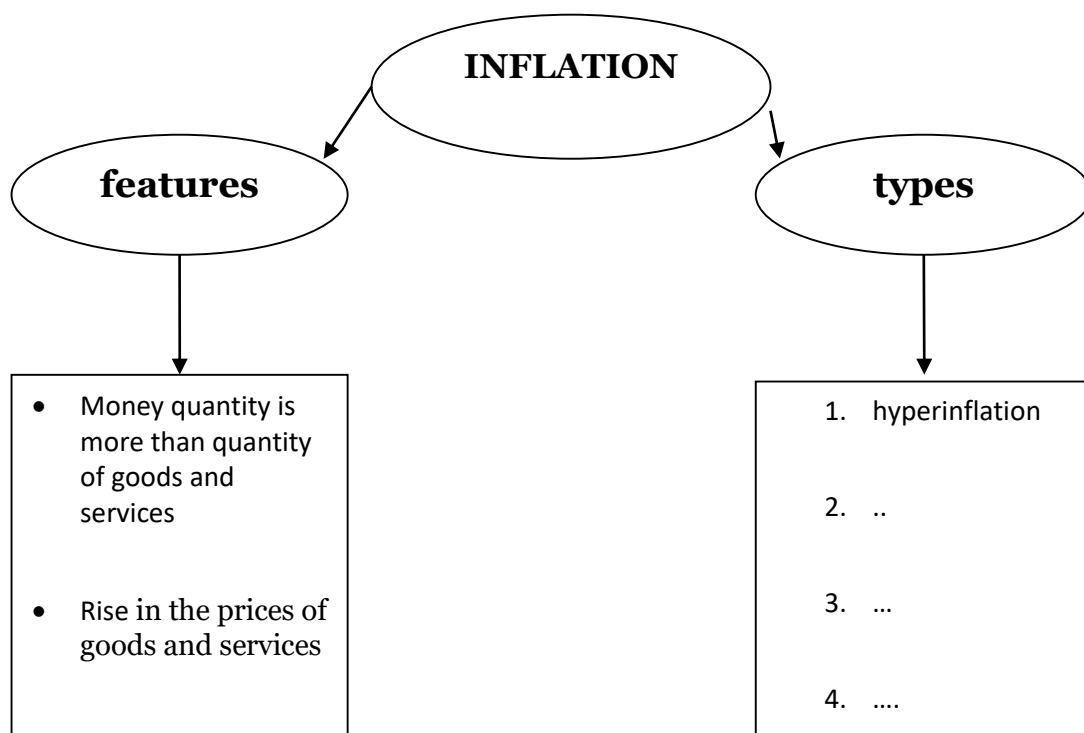 INFLATION
features
types
• Money quantity is
more than quantity
of goods and
services
• Rise in the prices of
goods and services
1. hyperinflation
2. ..
3. ...
4. ....